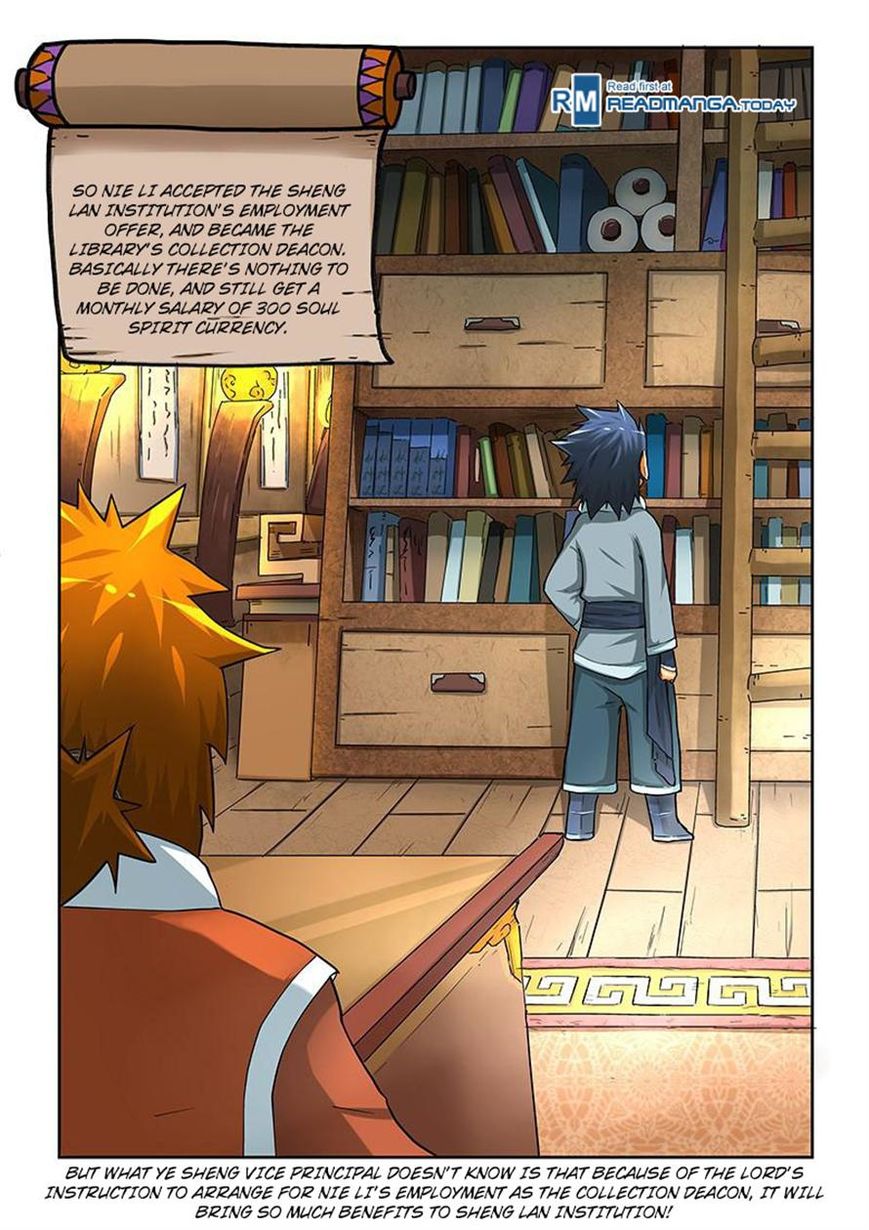 Read first at
RM READMANGA.TODAY
SO NIE LI ACCEPTED THE SHENG
LAN INSTITUTION'S EMPLOYMENT
OFFER, AND BECAME THE
LIBRARY'S COLLECTION DEACON.
BASICALLY THERE'S NOTHING TO
BE DONE, AND STILL GET A
MONTHLY SALARY OF 300 SOUL
SPIRIT CURRENCY.
BUT WHAT YE SHENG VICE PRINCIPAL DOESN'T KNOW IS THAT BECAUSE OF THE LORD'S
INSTRUCTION TO ARRANGE FOR NIE LI'S EMPLOYMENT AS THE COLLECTION DEACON, IT WILL
BRING SO MUCH BENEFITS TO SHENG LAN INSTITUTION!